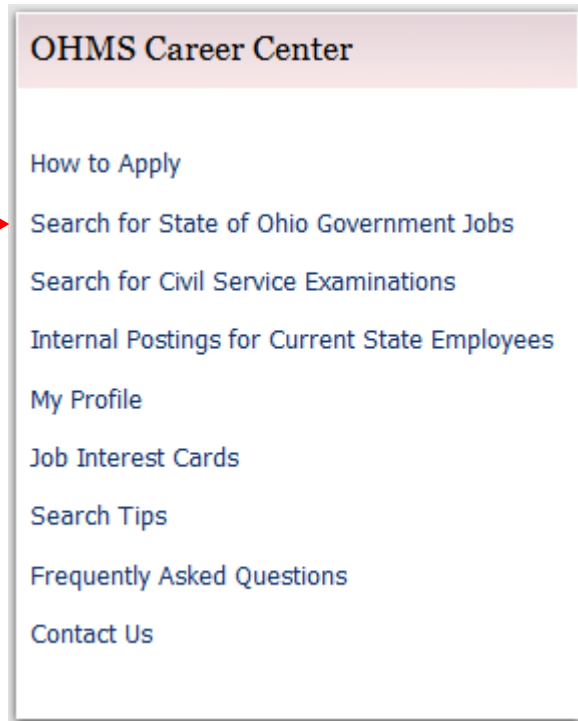 OHMS Career Center
How to Apply
Search for State of Ohio Government Jobs
Search for Civil Service Examinations
Internal Postings for Current State Employees
My Profile
Job Interest Cards
Search Tips
Frequently Asked Questions
Contact Us